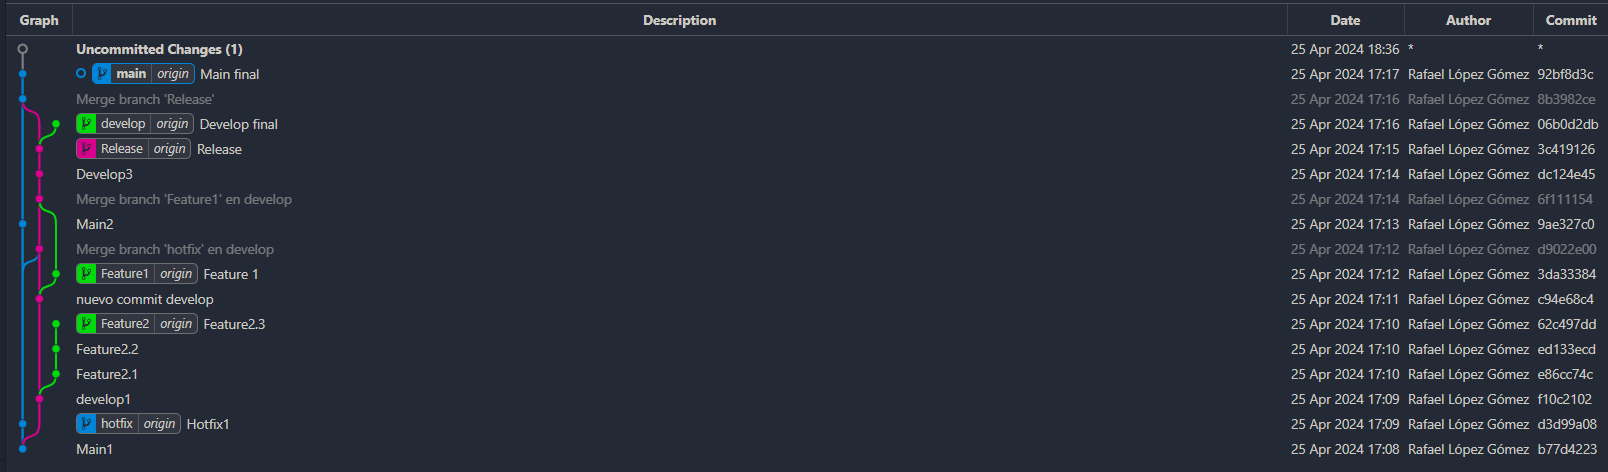 Graph Description Date Author Commit
Uncommitted Changes (1) 25 Apr 2024 18:36 * *
main origin Main final 25 Apr 2024 17:17 Rafael López Gómez 92bf8d3c
Merge branch 'Release' 25 Apr 2024 17:16 Rafael López Gómez 8b3982ce
develop origin Develop final 25 Apr 2024 17:16 Rafael López Gómez 06b0d2db
Release origin Release 25 Apr 2024 17:15 Rafael López Gómez 3c419126
Develop3 25 Apr 2024 17:14 Rafael López Gómez dc124e45
Merge branch 'Feature1' en develop 25 Apr 2024 17:14 Rafael López Gómez 6f111154
Main2 25 Apr 2024 17:13 Rafael López Gómez 9ae327c0
Merge branch 'hotfix' en develop 25 Apr 2024 17:12 Rafael López Gómez d9022e00
Feature1 origin Feature 1 25 Apr 2024 17:12 Rafael López Gómez 3da33384
nuevo commit develop 25 Apr 2024 17:11 Rafael López Gómez c94e68c4
Feature2 origin Feature2.3 25 Apr 2024 17:10 Rafael López Gómez 62c497dd
Feature2.2 25 Apr 2024 17:10 Rafael López Gómez ed133ecd
Feature2.1 25 Apr 2024 17:10 Rafael López Gómez e86cc74c
develop1 25 Apr 2024 17:09 Rafael López Gómez f10c2102
hotfix origin Hotfix1 25 Apr 2024 17:09 Rafael López Gómez d3d99a08
Main1 25 Apr 2024 17:08 Rafael López Gómez b77d4223